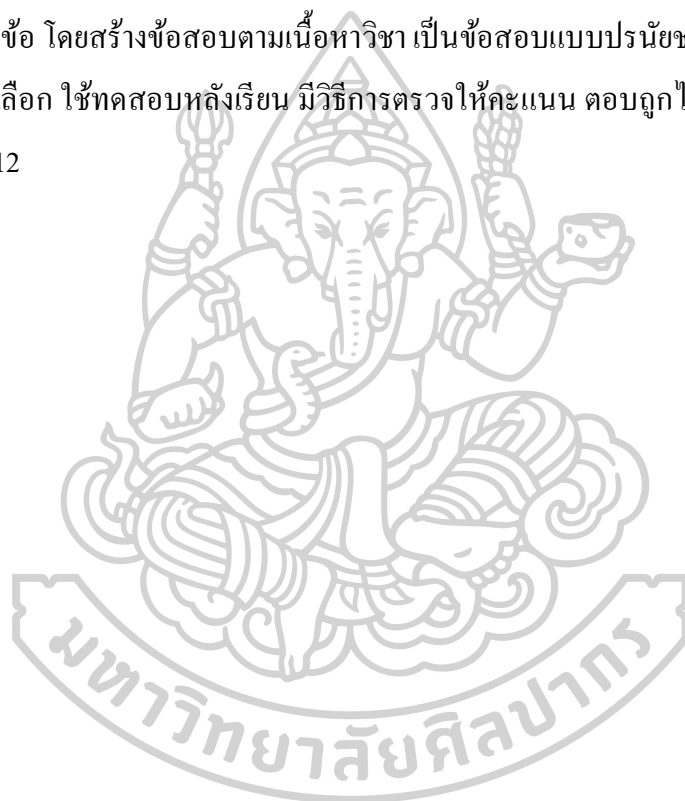 ข้อ โดยสร้างข้อสอบตามเนื้อหาวิชา เป็นข้อสอบแบบปรนัยช
ลือก ใช้ทดสอบหลังเรียน มีวิธีการตรวจให้คะแนน ตอบถูกไ
12
มหาวิทยาลัยศิลปากร